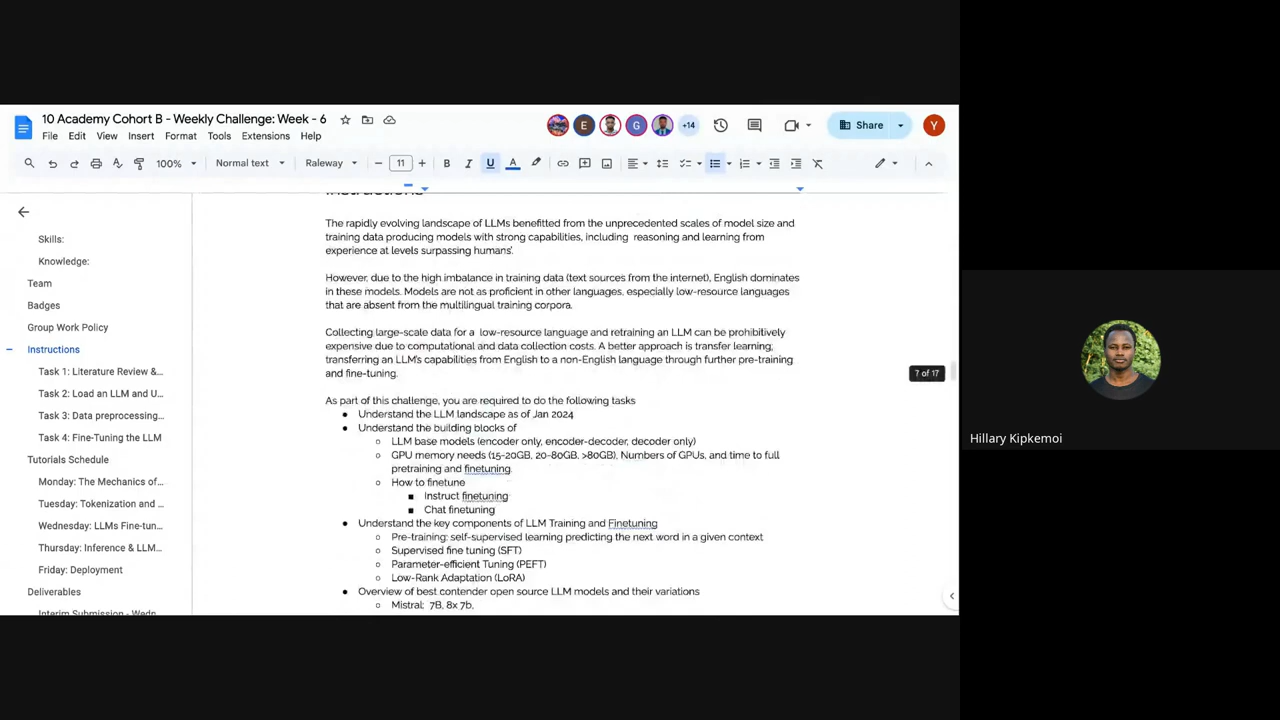 10 Academy Cohort B - Weekly Challenge: Week - 6
File Edit View Insert Format Tools Extensions Help
E
G
+14
Share
Y
100%
Normal text
Raleway
11
B I U A
Skills:
Knowledge:
Team
Badges
Group Work Policy
Instructions
Task 1: Literature Review &...
Task 2: Load an LLM and U...
Task 3: Data preprocessing...
Task 4: Fine-Tuning the LLM
Tutorials Schedule
Monday: The Mechanics of...
Tuesday: Tokenization and ...
Wednesday: LLMs Fine-tun...
Thursday: Inference & LLM...
Friday: Deployment
Deliverables
Interim Submission - Wedn...
Instructions
The rapidly evolving landscape of LLMs benefitted from the unprecedented scales of model size and
training data producing models with strong capabilities, including reasoning and learning from
experience at levels surpassing humans'.
However, due to the high imbalance in training data (text sources from the internet), English dominates
in these models. Models are not as proficient in other languages, especially low-resource languages
that are absent from the multilingual training corpora.
Collecting large-scale data for a low-resource language and retraining an LLM can be prohibitively
expensive due to computational and data collection costs. A better approach is transfer learning,
transferring an LLM's capabilities from English to a non-English language through further pre-training
and fine-tuning.
As part of this challenge, you are required to do the following tasks
● Understand the LLM landscape as of Jan 2024
● Understand the building blocks of
○ LLM base models (encoder only, encoder-decoder, decoder only)
○ GPU memory needs (15-20GB, 20-80GB, >80GB), Numbers of GPUs, and time to full
pretraining and finetuning.
○ How to finetune
■ Instruct finetuning
■ Chat finetuning
● Understand the key components of LLM Training and Finetuning
○ Pre-training: self-supervised learning predicting the next word in a given context
○ Supervised fine tuning (SFT)
○ Parameter-efficient Tuning (PEFT)
○ Low-Rank Adaptation (LoRA)
● Overview of best contender open source LLM models and their variations
○ Mistral: 7B, 8x 7b,
7 of 17
Hillary Kipkemoi